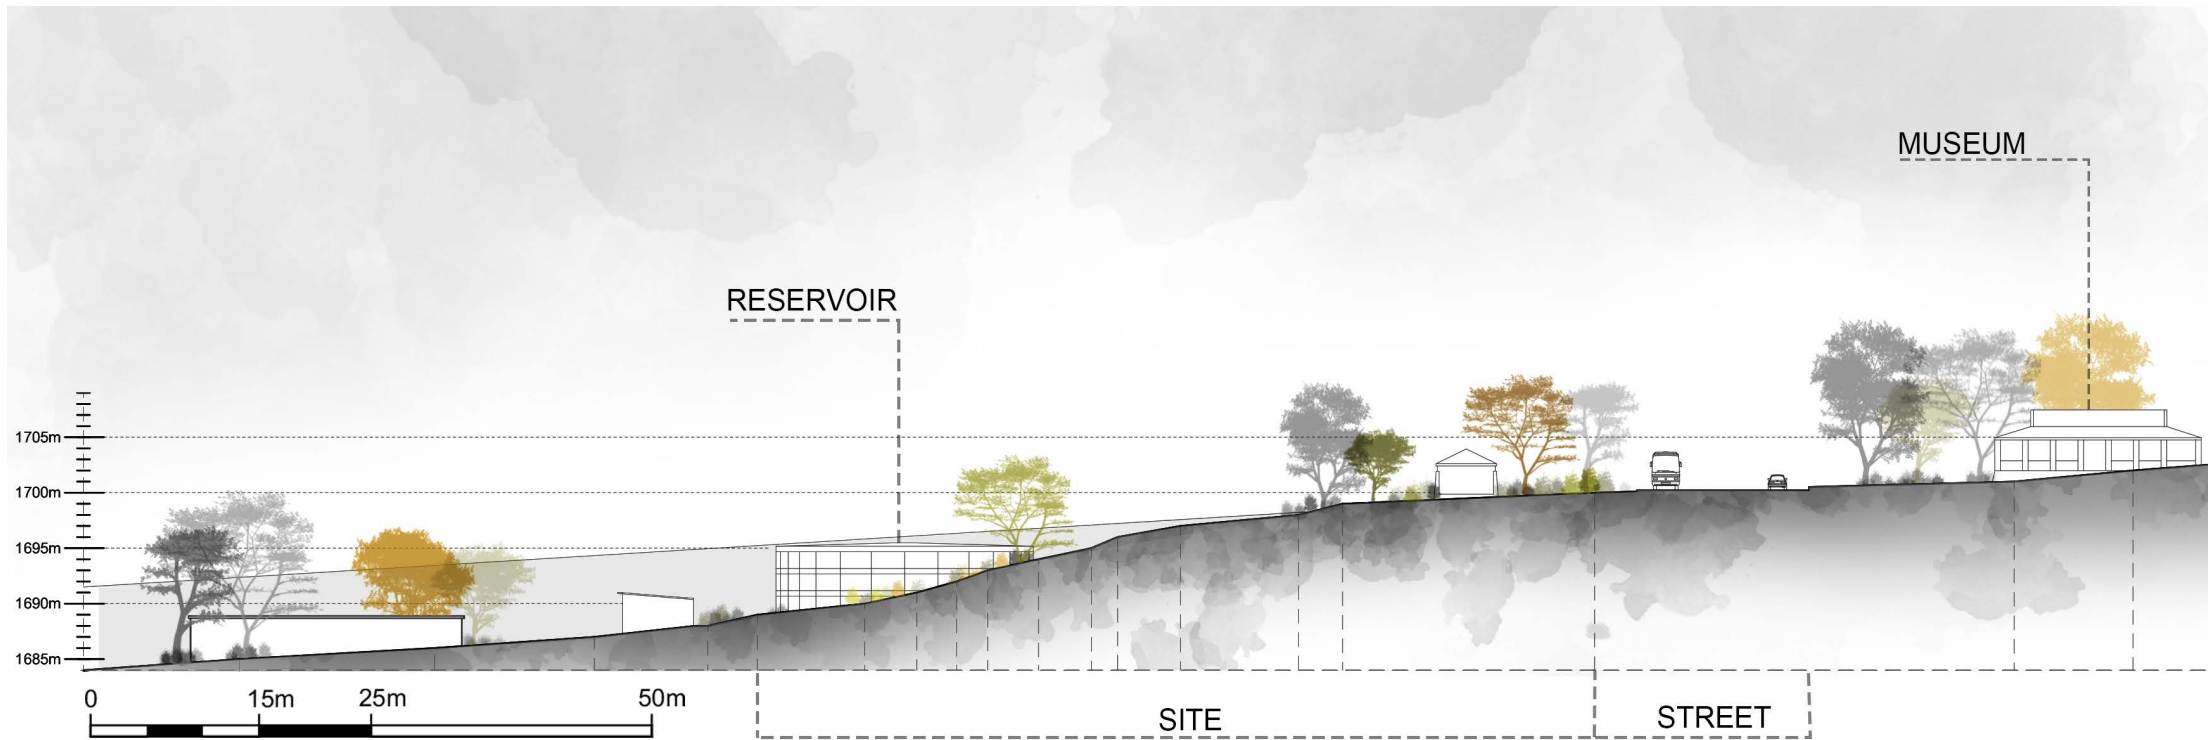 MUSEUM
RESERVOIR
1705m
1700m
1695m
1690m
1685m
0 15m 25m 50m
SITE
STREET